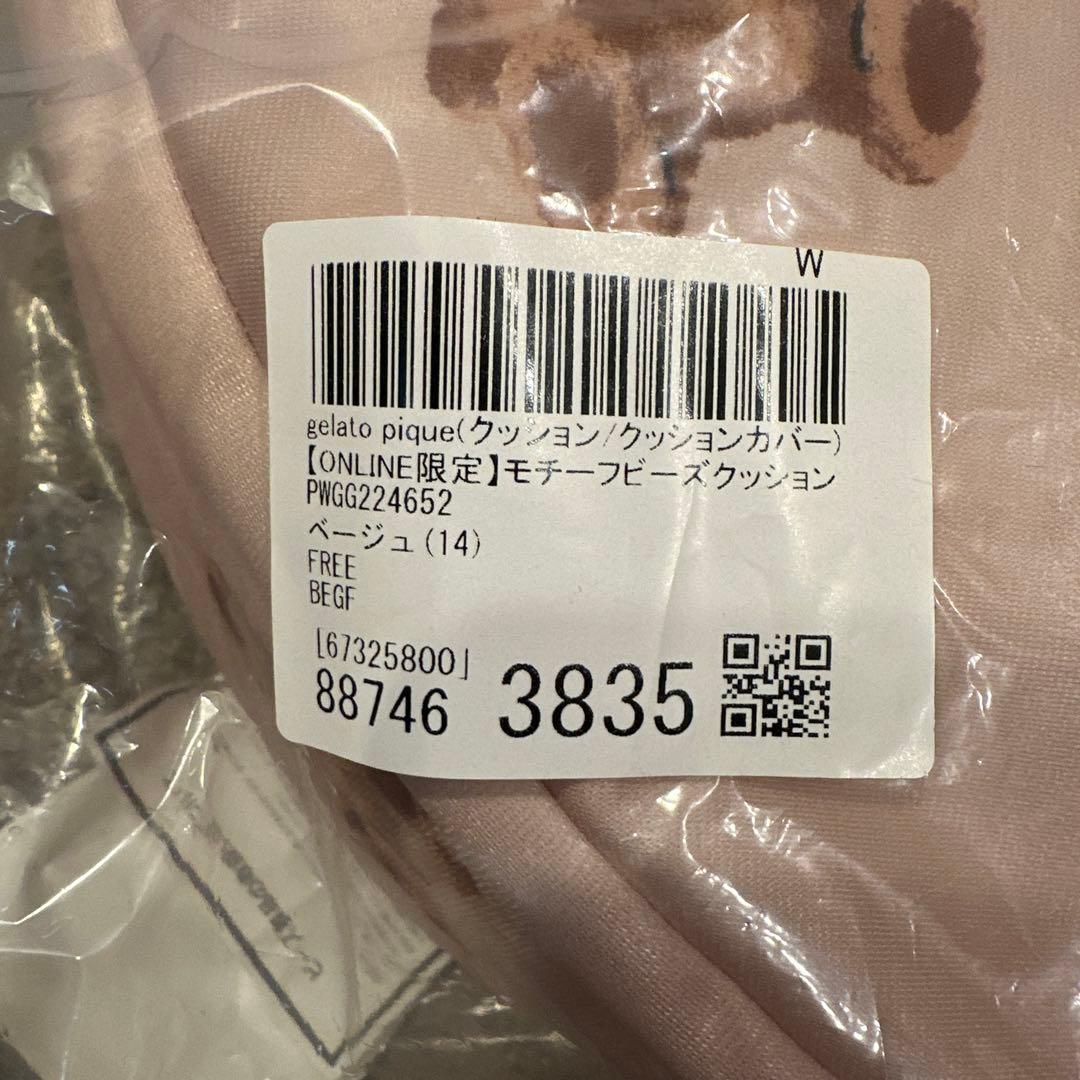 W
gelato pique(クッション/クッションカバー)
【ONLINE限定】モチーフビーズクッション
PWGG224652
ベージュ(14)
FREE
BEGF
[67325800]
88746 3835